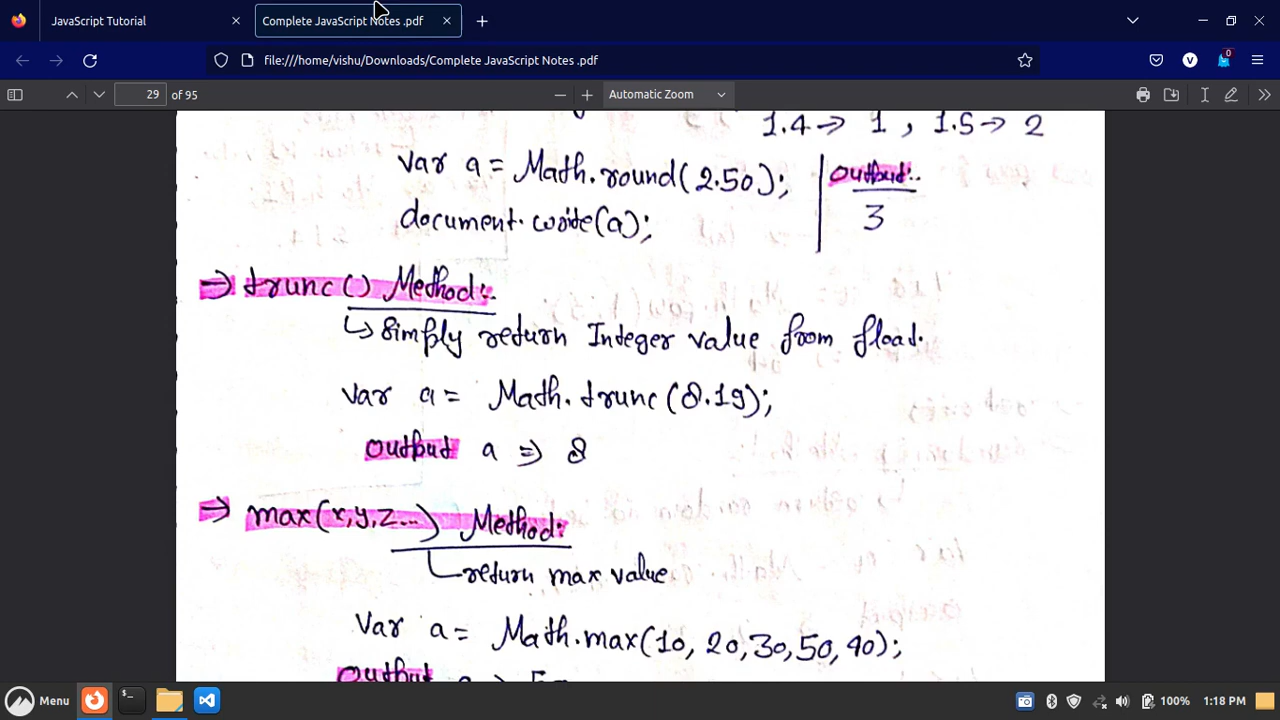 JavaScript Tutorial
Complete JavaScript Notes .pdf
file:///home/vishu/Downloads/Complete JavaScript Notes .pdf
V
0
29 of 95
Automatic Zoom
1.4 → 1 , 1.5 → 2
var a = Math.round(2.50);
output:.
document.write(a);
3
⇒ trunc() Method:.
↳ Simply return Integer value from float.
var a = Math.trunc(8.19);
output a ⇒ 8
⇒ max(x,y,z...) Method:
return max value
Var a = Math.max(10, 20,30,50,40);
output
Menu
100%
1:18 PM